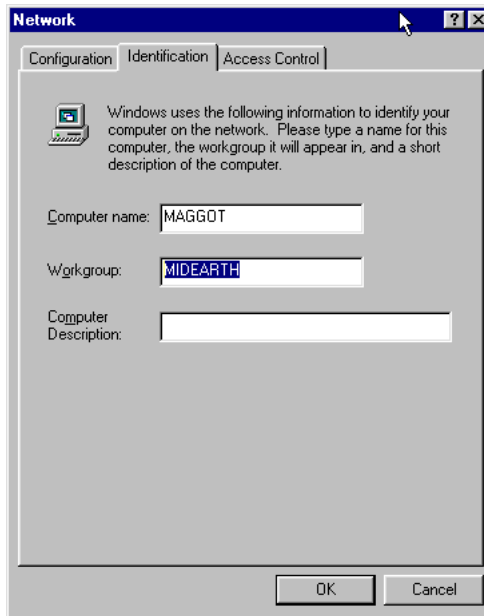 Network
Configuration Identification Access Control
Windows uses the following information to identify your
computer on the network. Please type a name for this
computer, the workgroup it will appear in, and a short
description of the computer.
Computer name: MAGGOT
Workgroup: MIDEARTH
Computer
Description:
OK Cancel